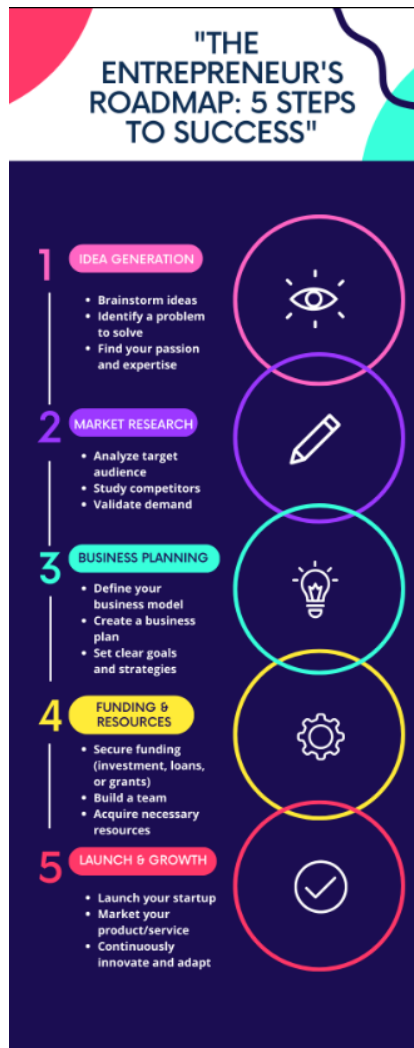 "THE
ENTREPRENEUR'S
ROADMAP: 5 STEPS
TO SUCCESS"
1
IDEA GENERATION
• Brainstorm ideas
• Identify a problem
to solve
• Find your passion
and expertise
2
MARKET RESEARCH
• Analyze target
audience
• Study competitors
• Validate demand
3
BUSINESS PLANNING
• Define your
business model
• Create a business
plan
• Set clear goals
and strategies
4
FUNDING &
RESOURCES
• Secure funding
(investment, loans,
or grants)
• Build a team
• Acquire necessary
resources
5
LAUNCH & GROWTH
• Launch your startup
• Market your
product/service
• Continuously
innovate and adapt